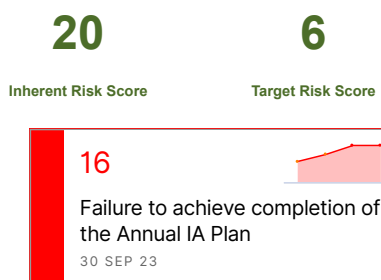 20 6
Inherent Risk Score Target Risk Score
16
Failure to achieve completion of
the Annual IA Plan
30 SEP 23